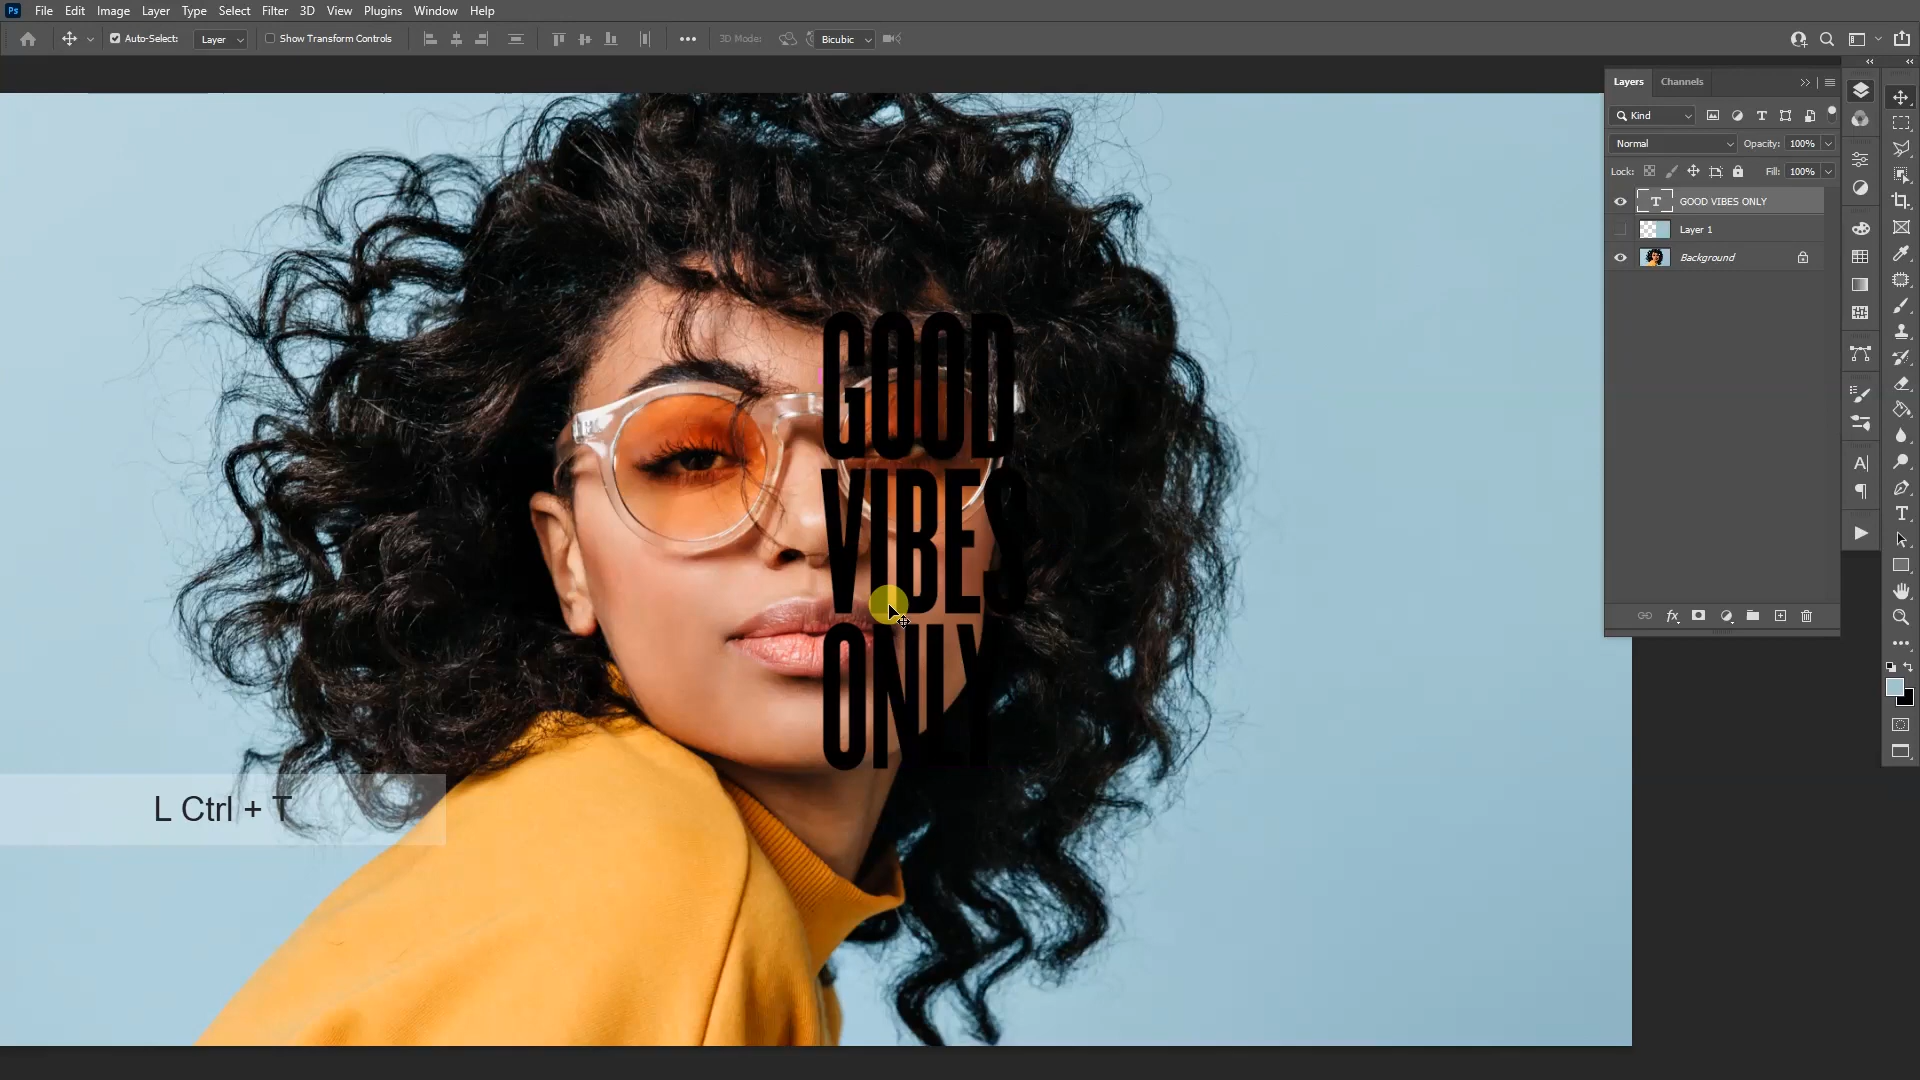 Ps File Edit Image Layer Type Select Filter 3D View Plugins Window Help
Auto-Select: Layer Show Transform Controls 3D Mode: Bicubic
Layers Channels
Kind
Normal Opacity: 100%
Lock: Fill: 100%
GOOD VIBES ONLY
Layer 1
Background
GOOD
VIBES
ONLY
L Ctrl + T